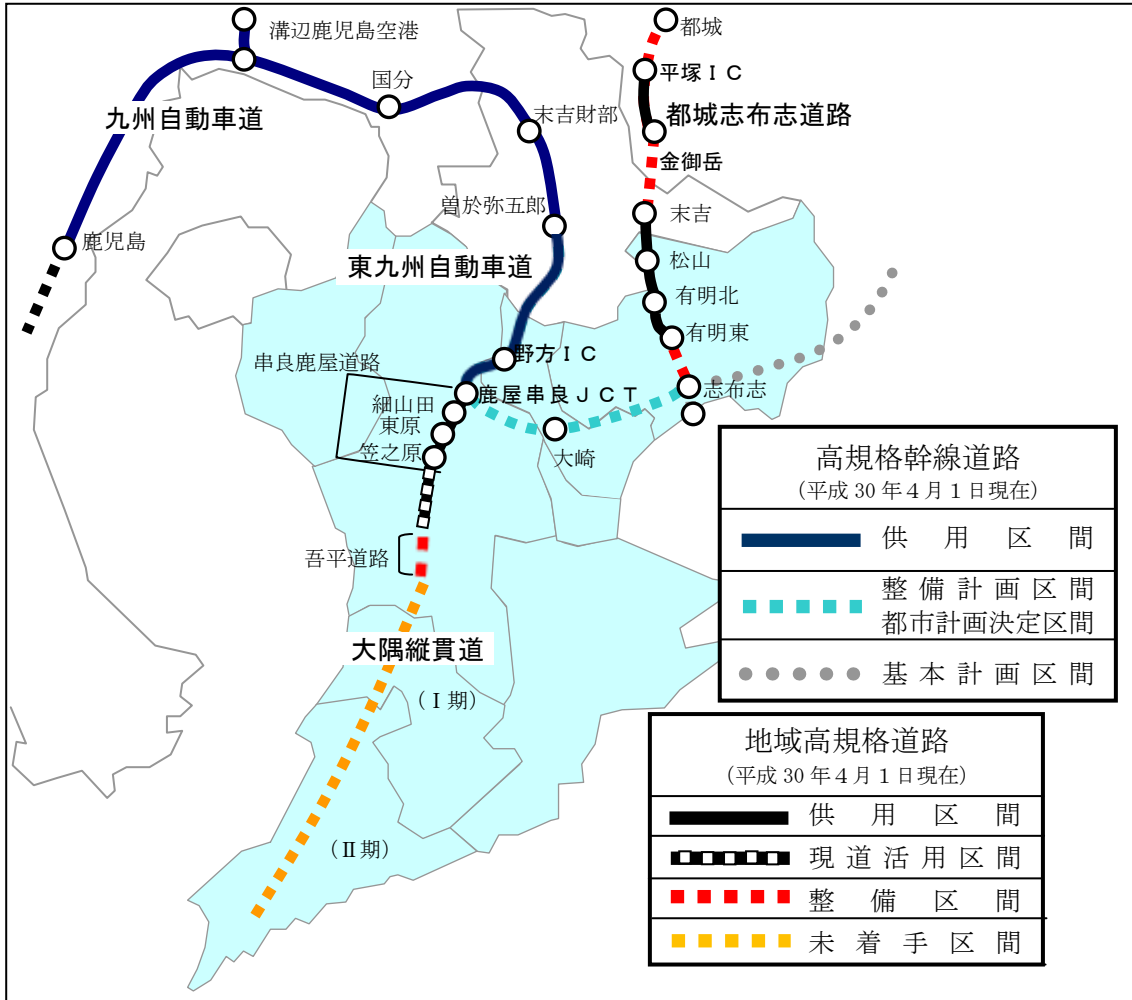 溝辺鹿児島空港
都城
国分
平塚ＩＣ
九州自動車道
末吉財部
都城志布志道路
金御岳
曽於弥五郎
末吉
鹿児島
東九州自動車道
松山
有明北
有明東
野方ＩＣ
串良鹿屋道路
鹿屋串良ＪＣＴ
志布志
細山田
東原
笠之原
大崎
吾平道路
大隅縦貫道
(Ⅰ期)
(Ⅱ期)
高規格幹線道路
(平成30年４月１日現在)
供用区間
整備計画区間
都市計画決定区間
基本計画区間
地域高規格道路
(平成30年４月１日現在)
供用区間
現道活用区間
整備区間
未着手区間